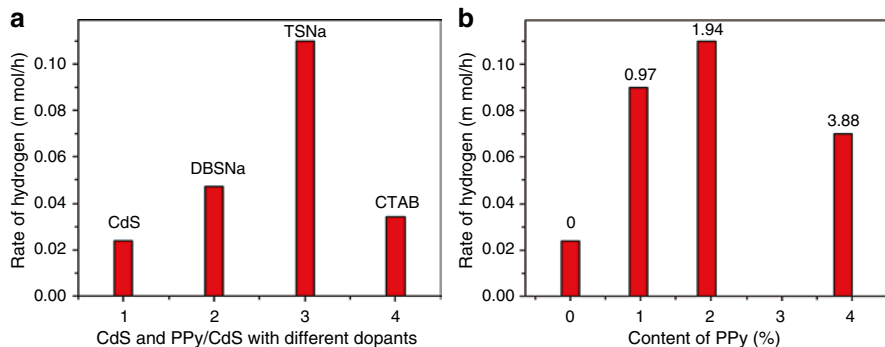 a
Rate of hydrogen (m mol/h)
0.10
0.08
0.06
0.04
0.02
0.00
CdS
DBSNa
TSNa
CTAB
1 2 3 4
CdS and PPy/CdS with different dopants
b
Rate of hydrogen (m mol/h)
0.10
0.08
0.06
0.04
0.02
0.00
0
0.97
1.94
3.88
0 1 2 3 4
Content of PPy (%)